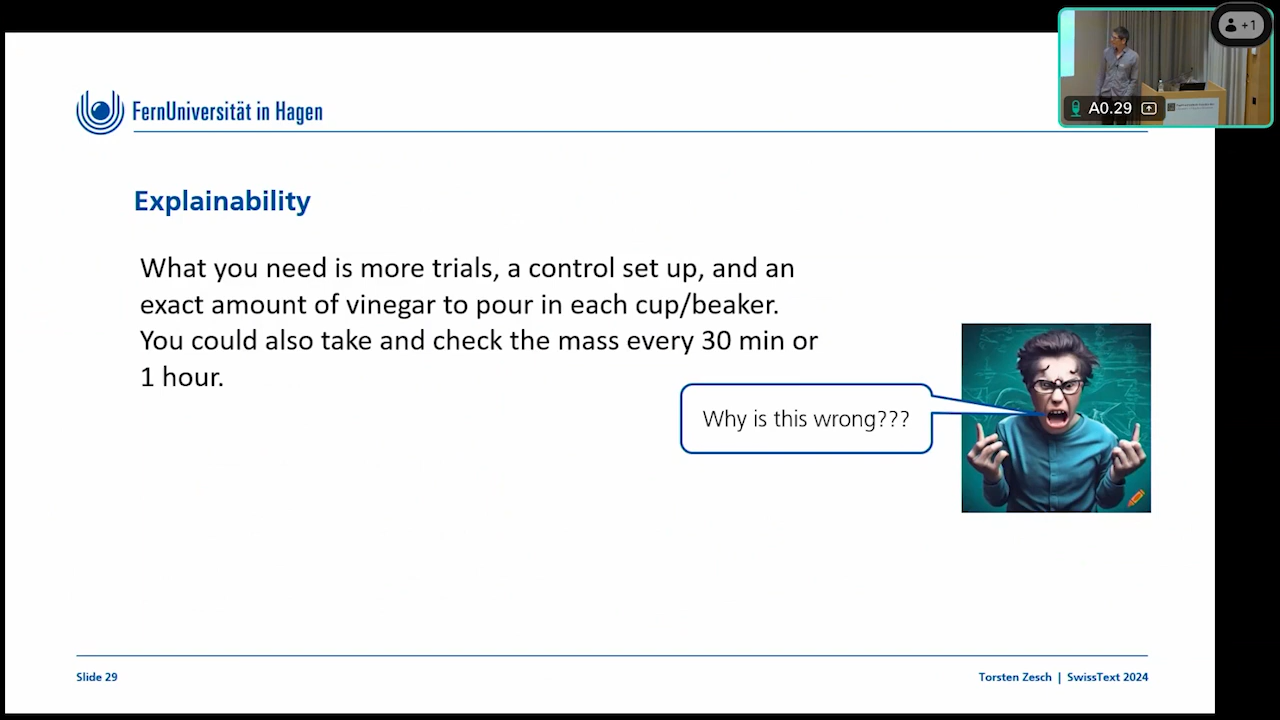 FernUniversität in Hagen
+1
A0.29
Explainability
What you need is more trials, a control set up, and an
exact amount of vinegar to pour in each cup/beaker.
You could also take and check the mass every 30 min or
1 hour.
Why is this wrong???
Slide 29
Torsten Zesch | SwissText 2024